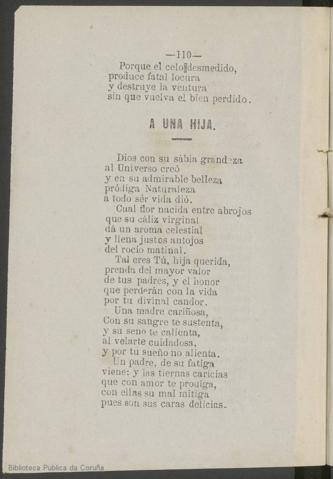 —110—
Porque el celo desmedido,
produce fatal locura
y destruye la ventura
sin que vuelva el bien perdido.
A UNA HIJA.
Dios con su sábia grandeza
al Universo creó
y en su admirable belleza
pródiga Naturaleza
a todo sér vida dió.
Cual flor nacida entre abrojos
que su cáliz virginal
dá un aroma celestial
y llena justos antojos
del rocío matinal.
Tal eres Tú, hija querida,
prenda del mayor valor
de tus padres, y el honor
que perderán con la vida
por tu divinal candor.
Una madre cariñosa,
Con su sangre te sustenta,
y su seno te calienta,
al velarte cuidadosa,
y por tu sueño no alienta.
Un padre, de su fatiga
viene; y las tiernas caricias
que con amor te prodiga,
con ellas su mal mitiga
pues son sus caras delicias.
Biblioteca Pública da Coruña